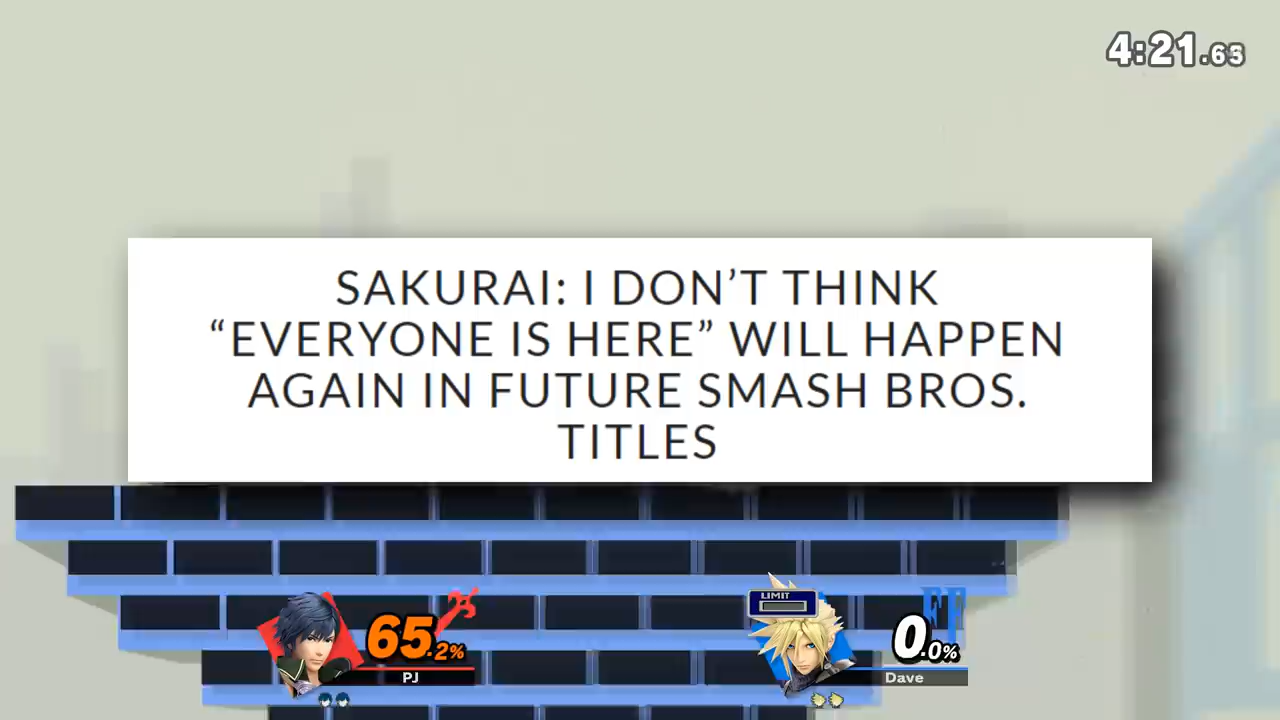 4:21.63
SAKURAI: I DON’T THINK
“EVERYONE IS HERE” WILL HAPPEN
AGAIN IN FUTURE SMASH BROS.
TITLES
LIMIT
FF
65.2%
0.0%
PJ
Dave